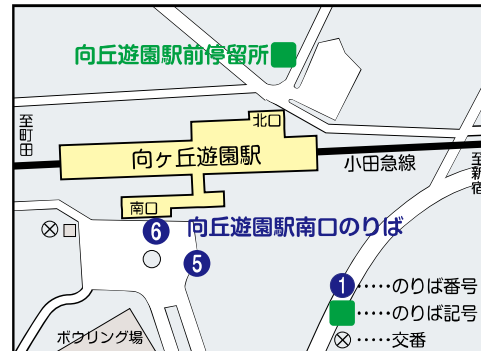 向丘遊園駅前停留所
北口
至町田
向ヶ丘遊園駅
小田急線
至新宿
南口
6
向丘遊園駅南口のりば
5
1……のりば番号
……のりば記号
ボウリング場
……交番